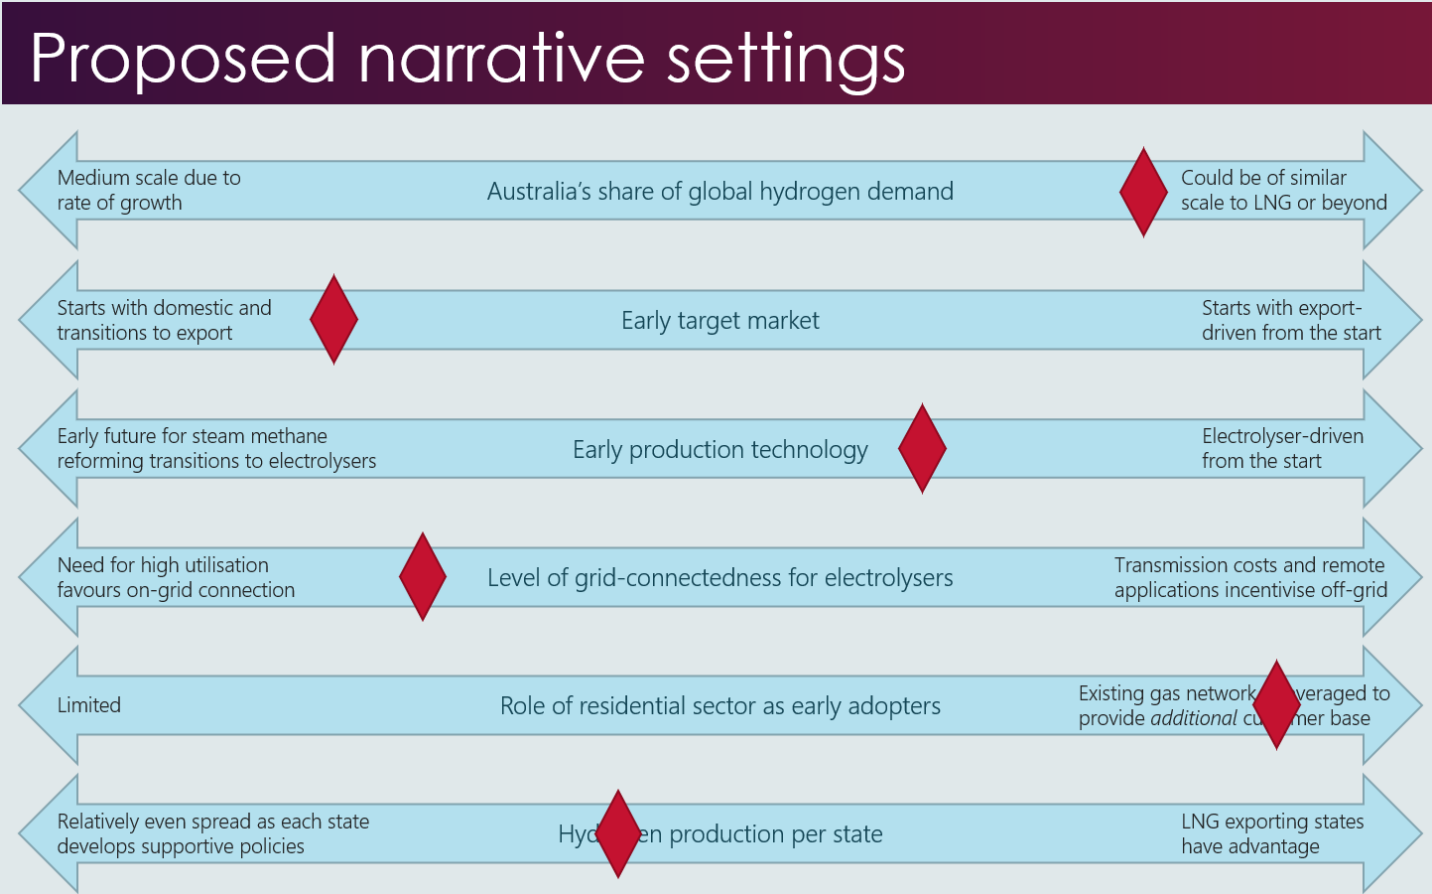 Proposed narrative settings
Medium scale due to
rate of growth
Australia's share of global hydrogen demand
Could be of similar
scale to LNG or beyond
Starts with domestic and
transitions to export
Early target market
Starts with export-
driven from the start
Early future for steam methane
reforming transitions to electrolysers
Early production technology
Electrolyser-driven
from the start
Need for high utilisation
favours on-grid connection
Level of grid-connectedness for electrolysers
Transmission costs and remote
applications incentivise off-grid
Limited
Role of residential sector as early adopters
Existing gas network to
provide additional base
Relatively even spread as each state
develops supportive policies
production per state
LNG exporting states
have advantage